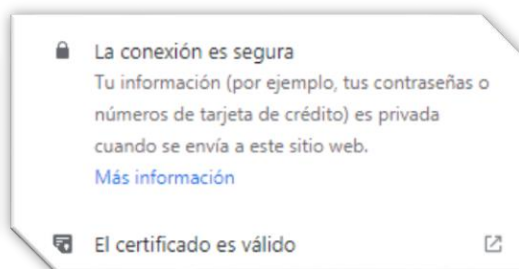 La conexión es segura
Tu información (por ejemplo, tus contraseñas o
números de tarjeta de crédito) es privada
cuando se envía a este sitio web.
Más información
El certificado es válido